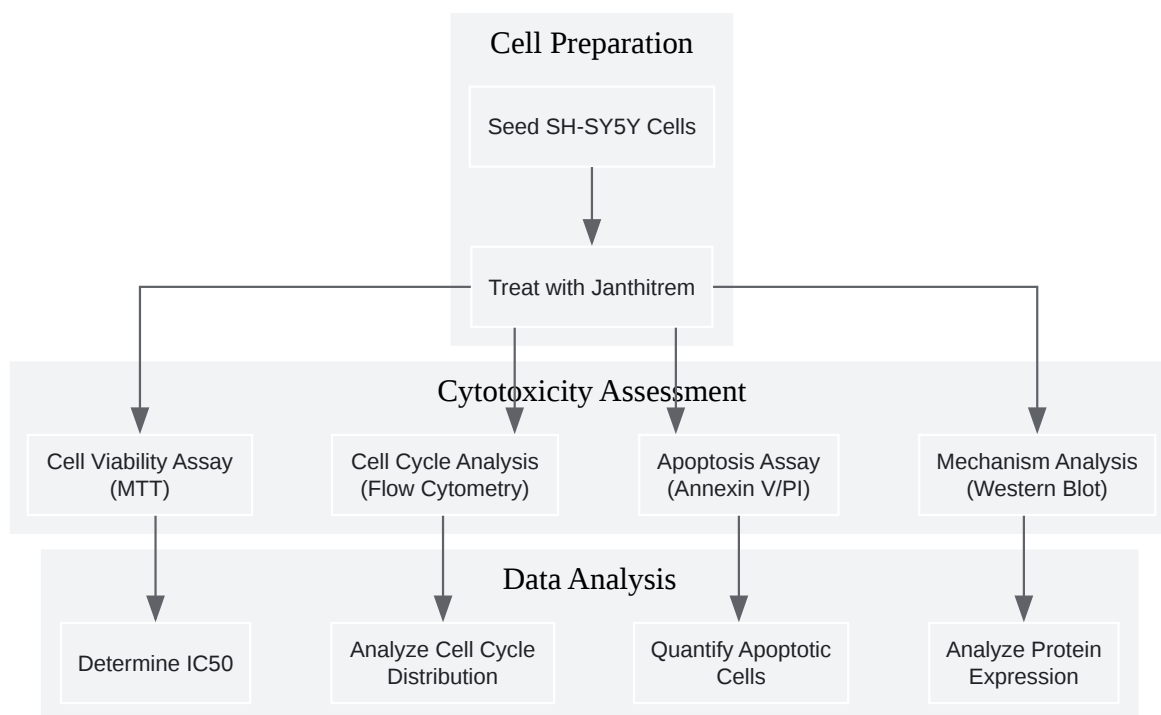 Cell Preparation
Seed SH-SY5Y Cells
Treat with Janthitrem
Cytotoxicity Assessment
Cell Viability Assay
(MTT)
Cell Cycle Analysis
(Flow Cytometry)
Apoptosis Assay
(Annexin V/PI)
Mechanism Analysis
(Western Blot)
Data Analysis
Determine IC50
Analyze Cell Cycle
Distribution
Quantify Apoptotic
Cells
Analyze Protein
Expression